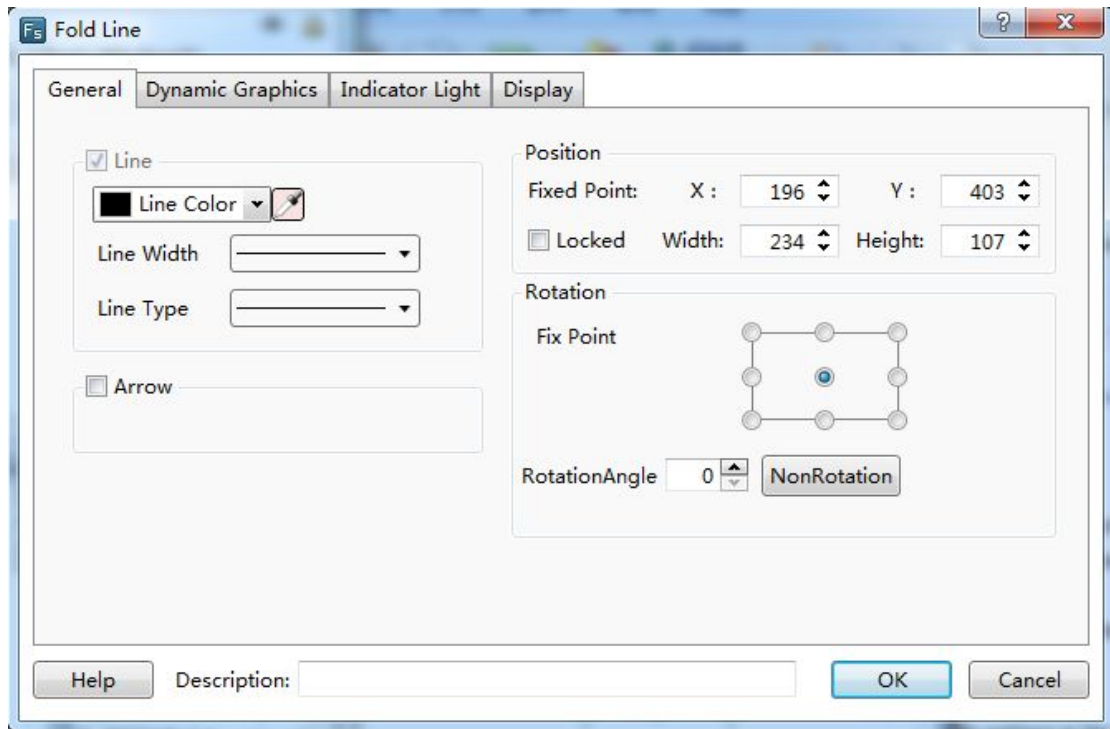 Fs Fold Line
General Dynamic Graphics Indicator Light Display
Line
Line Color
Line Width
Line Type
Arrow
Position
Fixed Point: X : 196 Y : 403
Locked Width: 234 Height: 107
Rotation
Fix Point
RotationAngle 0 NonRotation
Help Description: OK Cancel